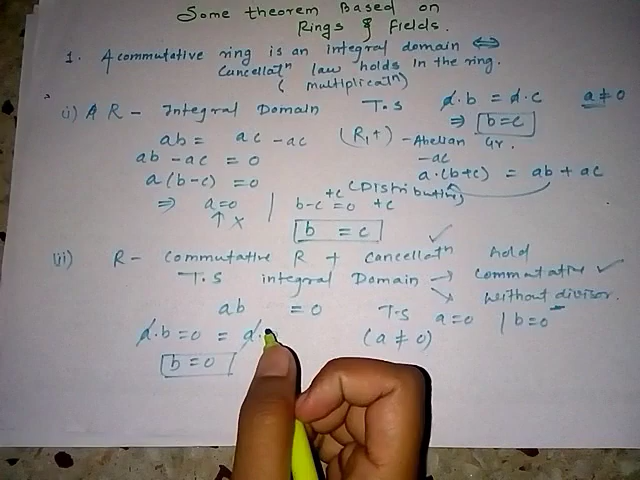 Some theorem Based on
Rings & Fields.
1. A commutative ring is an integral domain ⇔
Cancellatⁿ law holds in the ring.
( multiplicatⁿ)
(i) A R - Integral Domain T.S a.b = a.c a ≠ 0
⇒ b=c
ab = ac -ac (R,+) - Abelian Gr.
ab - ac = 0 -ac
a(b-c) = 0 a.(b+c) = ab + ac
(Distributive)
⇒ a=0 | +c b-c = 0 +c
↑ x
b = c
(ii) R - commutative R + Cancellatⁿ ✓ hold
T.S integral Domain → commutative ✓
↘ without divisor.
ab = 0 T.S a=0 | b=0
a.b=0 = a. (a ≠ 0)
b=0